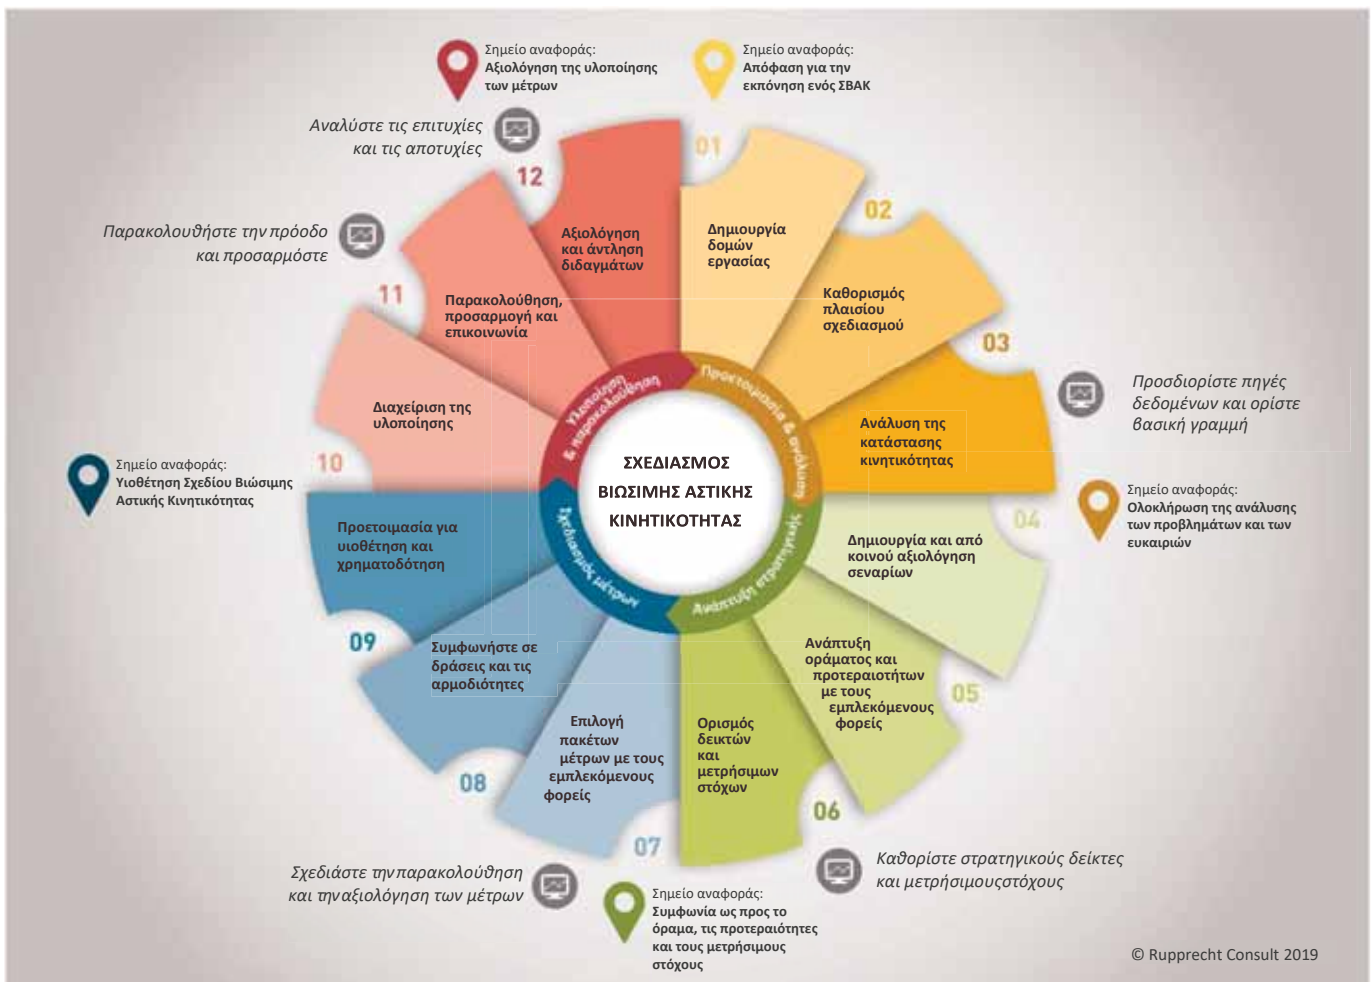 Σημείο αναφοράς:
Αξιολόγηση της υλοποίησης
των μέτρων
Σημείο αναφοράς:
Απόφαση για την
εκπόνηση ενός ΣΒΑΚ
Αναλύστε τις επιτυχίες
και τις αποτυχίες
Παρακολουθήστε την πρόοδο
και προσαρμόστε
01
Δημιουργία
δομών
εργασίας
02
Καθορισμός
πλαισίου
σχεδιασμού
03
Ανάλυση της
κατάστασης
κινητικότητας
Προσδιορίστε πηγές
δεδομένων και ορίστε
βασική γραμμή
Σημείο αναφοράς:
Ολοκλήρωση της ανάλυσης
των προβλημάτων και των
ευκαιριών
04
Δημιουργία και από
κοινού αξιολόγηση
σεναρίων
05
Ανάπτυξη
οράματος και
προτεραιοτήτων
με τους
εμπλεκόμενους
φορείς
06
Ορισμός
δεικτών
και
μετρήσιμων
στόχων
Καθορίστε στρατηγικούς δείκτες
και μετρήσιμουςστόχους
Σημείο αναφοράς:
Συμφωνία ως προς το
όραμα, τις προτεραιότητες
και τους μετρήσιμους
στόχους
07
Επιλογή
πακέτων
μέτρων με τους
εμπλεκόμενους
φορείς
Σχεδιάστε την παρακολούθηση
και την αξιολόγηση των μέτρων
08
Συμφωνήστε σε
δράσεις και τις
αρμοδιότητες
09
Προετοιμασία για
υιοθέτηση και
χρηματοδότηση
Σημείο αναφοράς:
Υιοθέτηση Σχεδίου Βιώσιμης
Αστικής Κινητικότητας
10
Διαχείριση της
υλοποίησης
11
Παρακολούθηση,
προσαρμογή και
επικοινωνία
12
Αξιολόγηση
και άντληση
διδαγμάτων
Προετοιμασία & ανάλυση
Ανάπτυξη στρατηγικής
Σχεδιασμός μέτρων
Υλοποίηση
& παρακολούθηση
ΣΧΕΔΙΑΣΜΟΣ
ΒΙΩΣΙΜΗΣ ΑΣΤΙΚΗΣ
ΚΙΝΗΤΙΚΟΤΗΤΑΣ
© Rupprecht Consult 2019